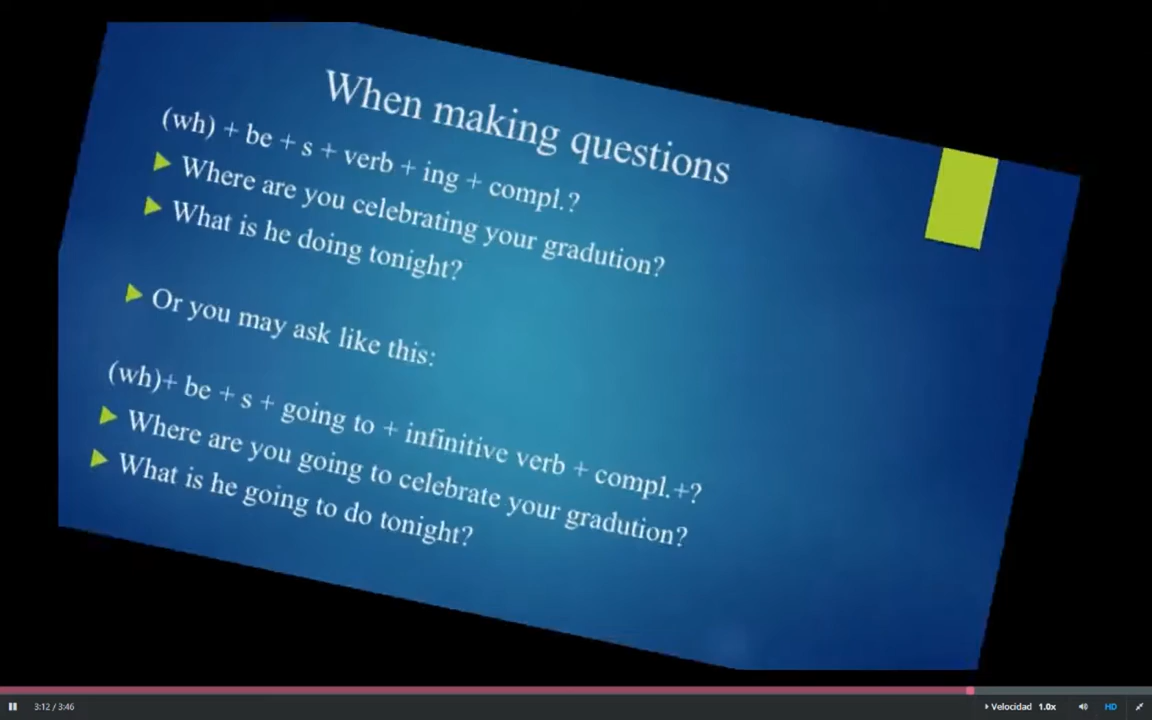 When making questions
(wh) + be + s + verb + ing + compl.?
Where are you celebrating your gradution?
What is he doing tonight?
Or you may ask like this:
(wh)+ be + s + going to + infinitive verb + compl.+?
Where are you going to celebrate your gradution?
What is he going to do tonight?
3:12 / 3:46
Velocidad 1.0x
HD